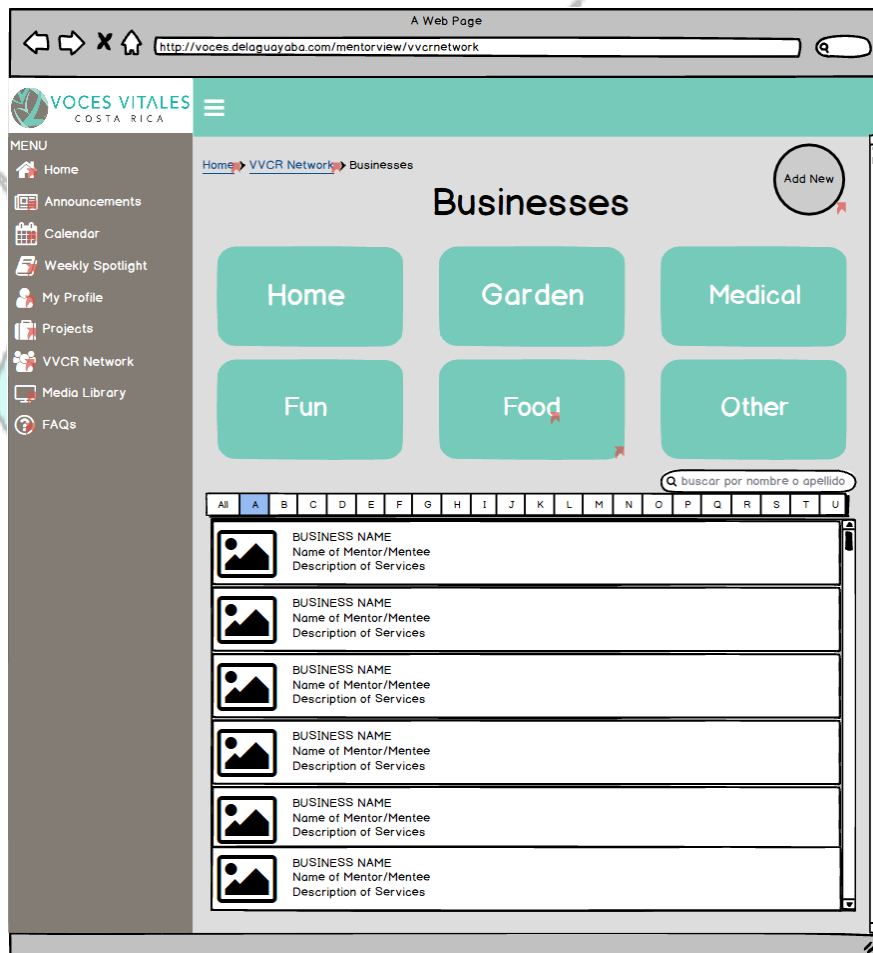 A Web Page
http://voces.delaguayaba.com/mentorview/vvcrnetwork
VOCES VITALES
COSTA RICA
MENU
Home
Announcements
Calendar
Weekly Spotlight
My Profile
Projects
VVCR Network
Media Library
FAQs
Home VVCR Network Businesses
Add New
Businesses
Home Garden Medical
Fun Food Other
buscar por nombre o apellido
All A B C D E F G H I J K L M N O P Q R S T U
BUSINESS NAME
Name of Mentor/Mentee
Description of Services
BUSINESS NAME
Name of Mentor/Mentee
Description of Services
BUSINESS NAME
Name of Mentor/Mentee
Description of Services
BUSINESS NAME
Name of Mentor/Mentee
Description of Services
BUSINESS NAME
Name of Mentor/Mentee
Description of Services
BUSINESS NAME
Name of Mentor/Mentee
Description of Services